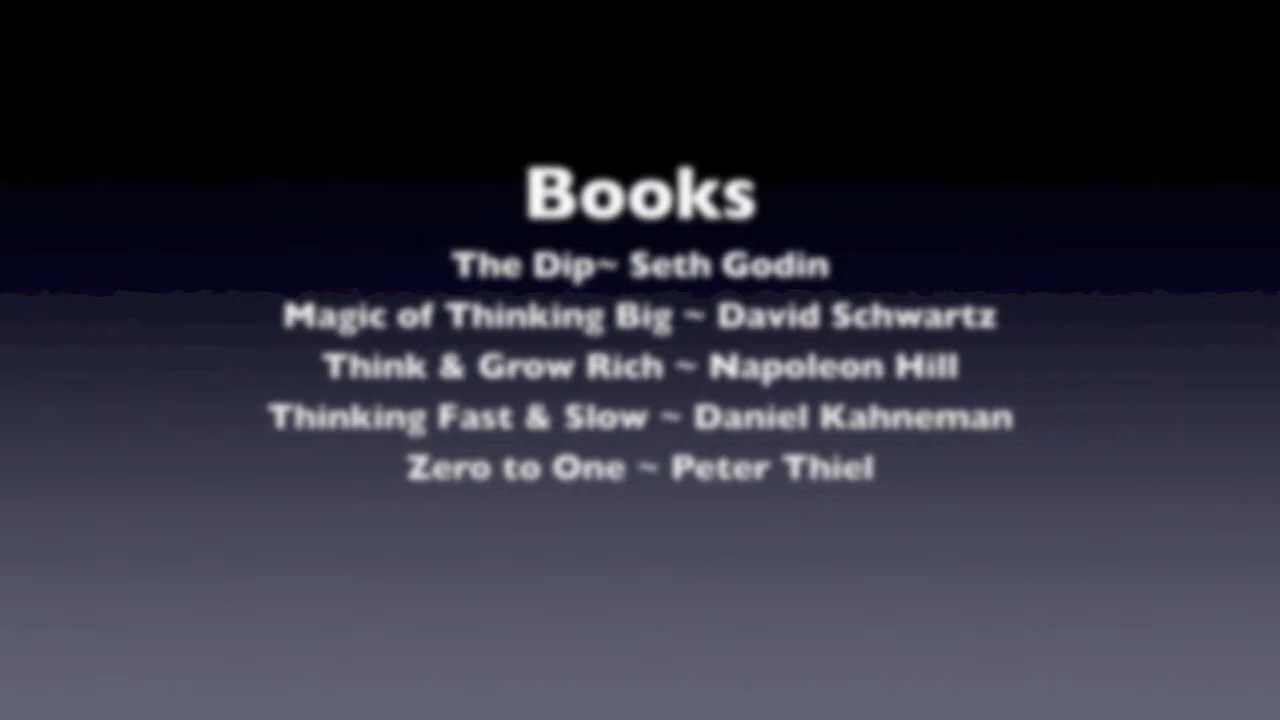 Books
The Dip~ Seth Godin
Magic of Thinking Big ~ David Schwartz
Think & Grow Rich ~ Napoleon Hill
Thinking Fast & Slow ~ Daniel Kahneman
Zero to One ~ Peter Thiel